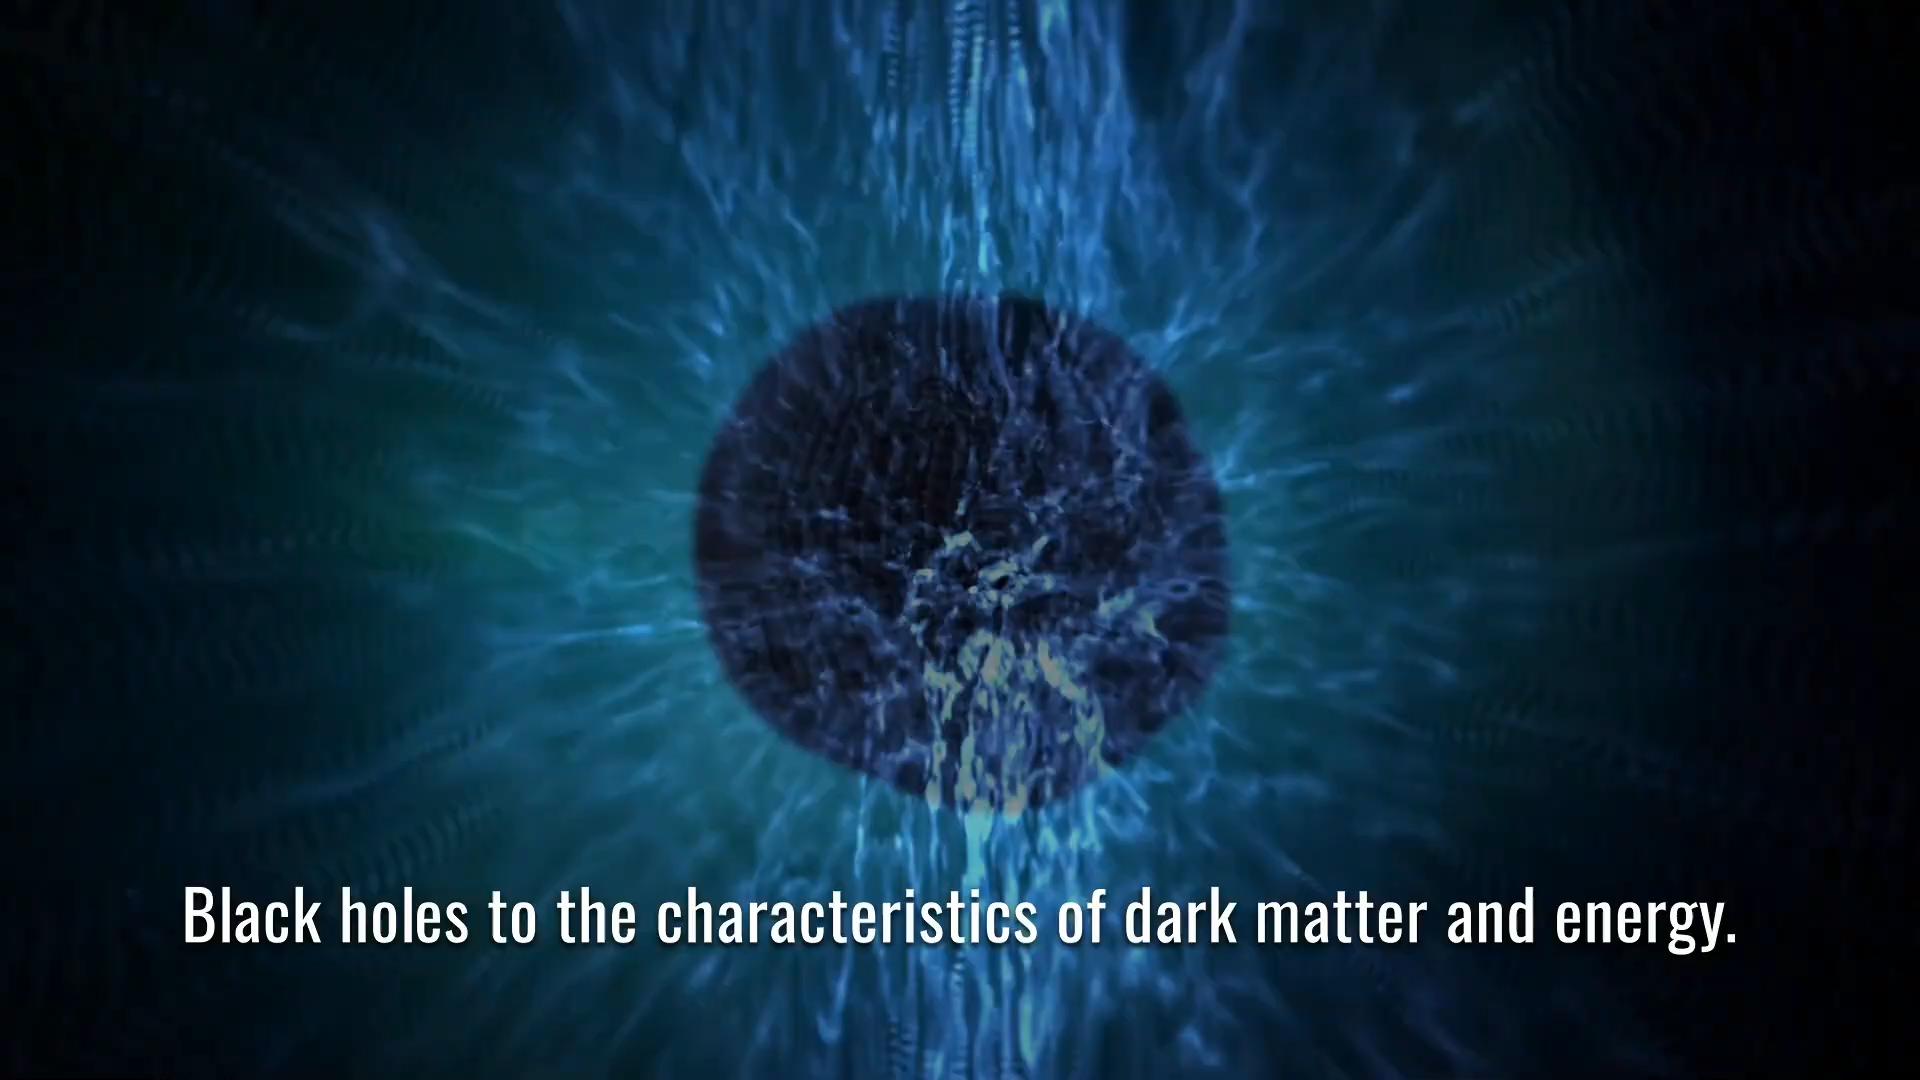 Black holes to the characteristics of dark matter and energy.